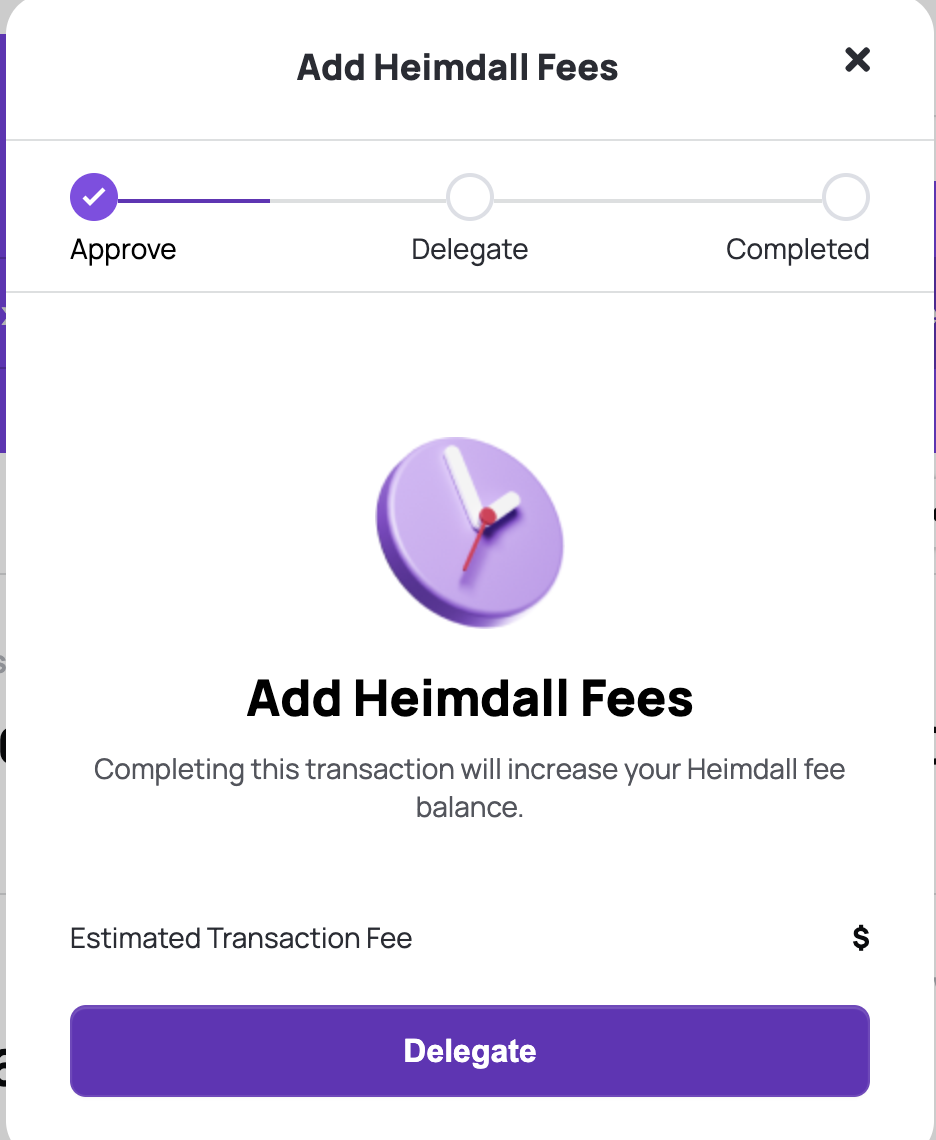 Add Heimdall Fees
Approve
Delegate
Completed
Add Heimdall Fees
Completing this transaction will increase your Heimdall fee
balance.
Estimated Transaction Fee
$
Delegate